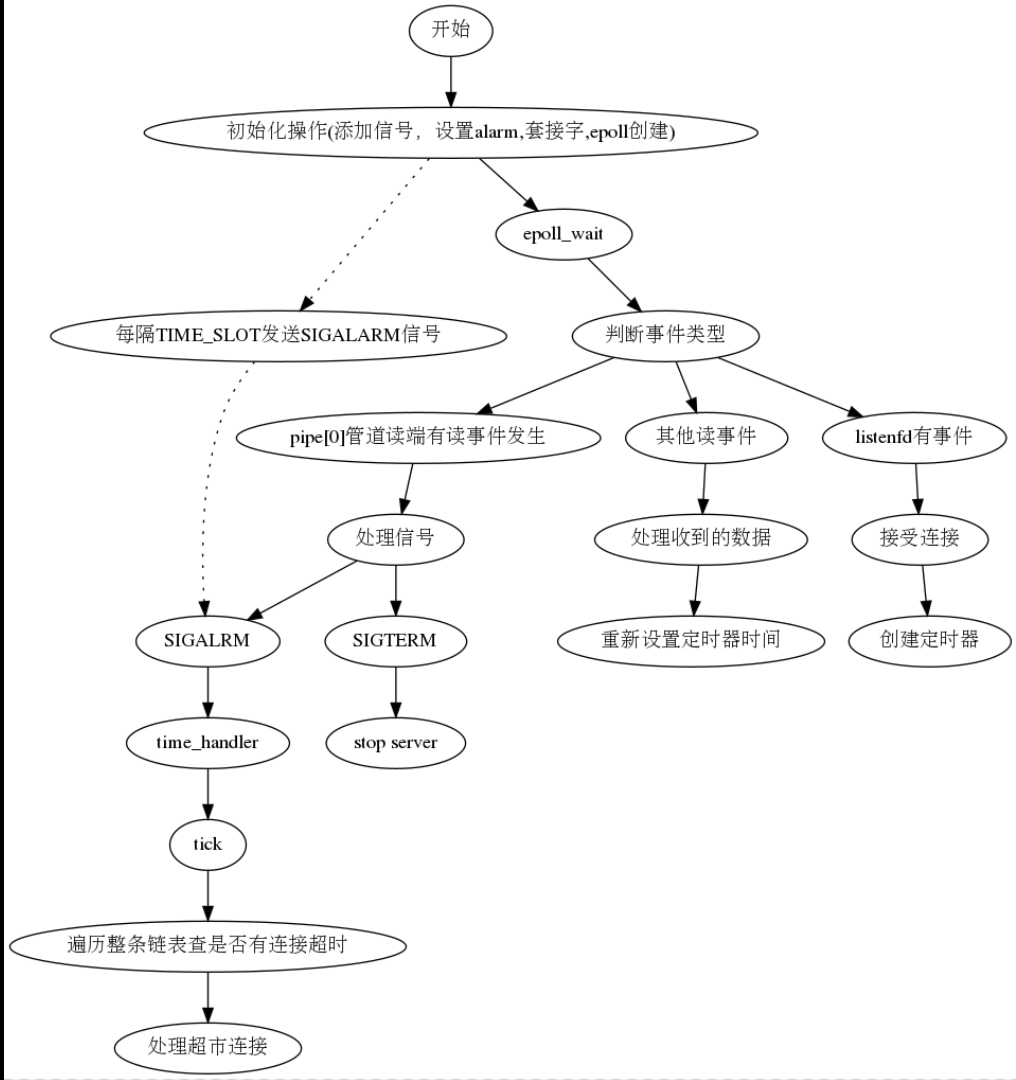 开始
初始化操作(添加信号，设置alarm,套接字,epoll创建)
epoll_wait
每隔TIME_SLOT发送SIGALARM信号
判断事件类型
pipe[0]管道读端有读事件发生
其他读事件
listenfd有事件
处理信号
处理收到的数据
接受连接
SIGALRM
SIGTERM
重新设置定时器时间
创建定时器
time_handler
stop server
tick
遍历整条链表查是否有连接超时
处理超市连接